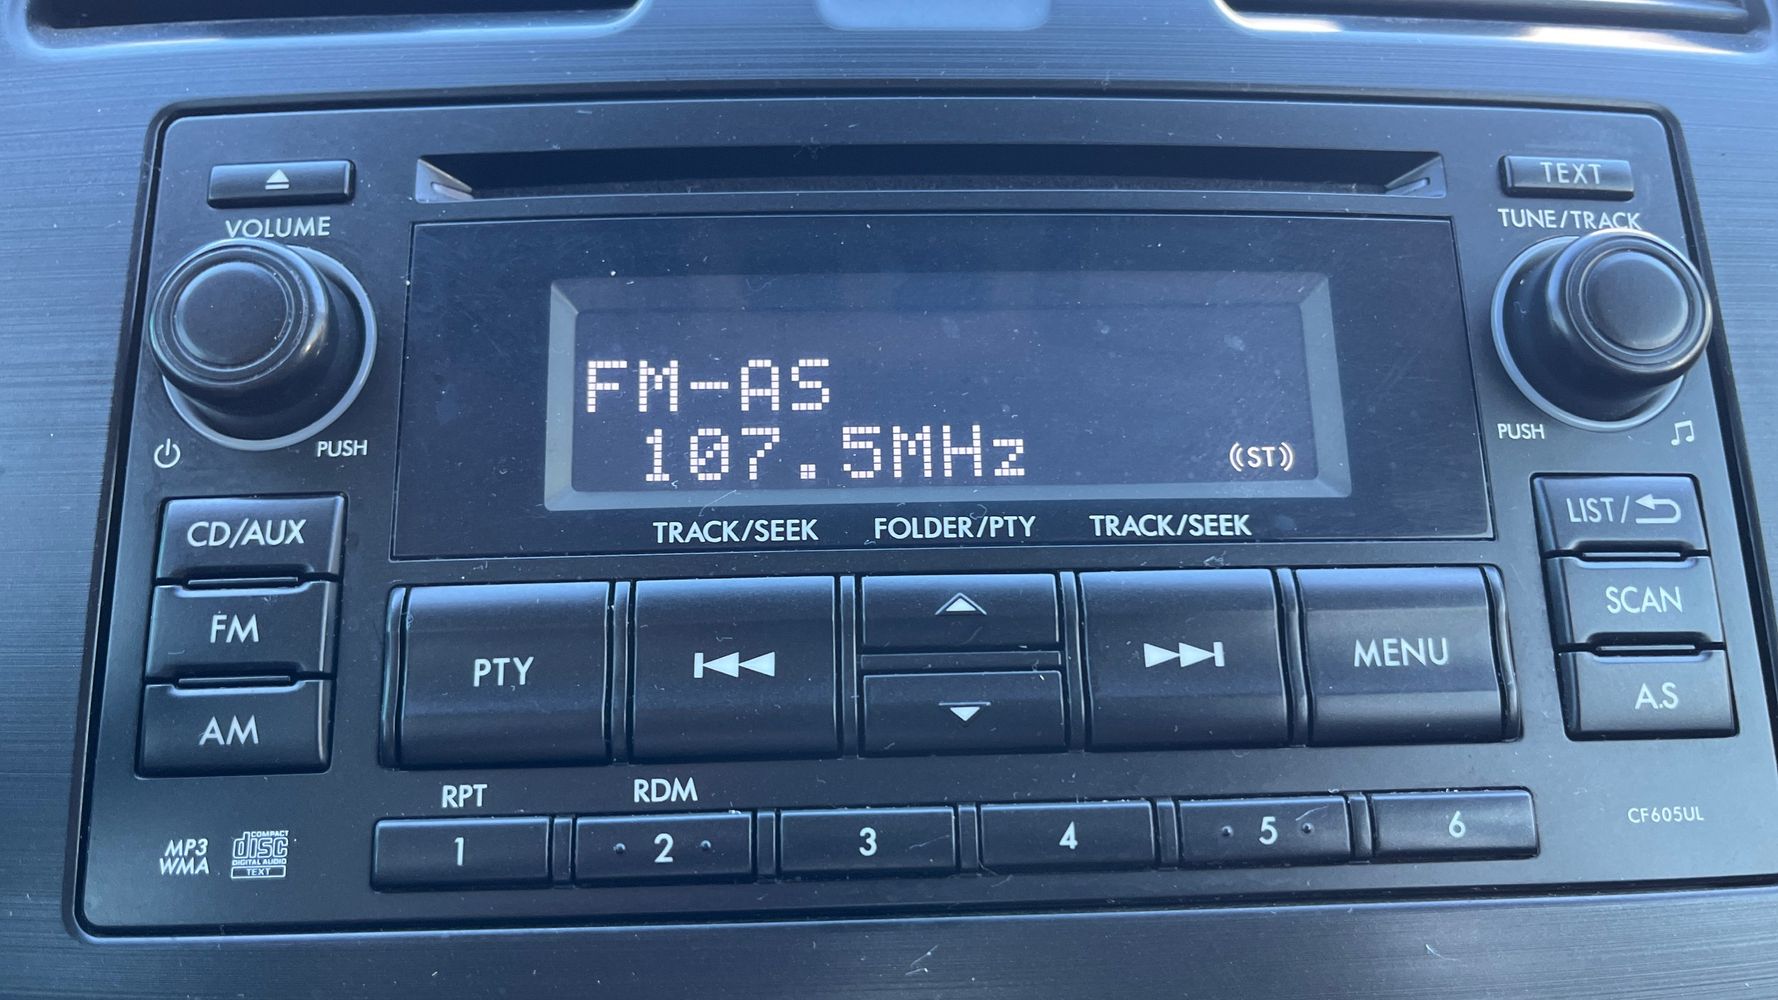 TEXT
VOLUME
TUNE/TRACK
FM-AS
107.5MHz
((ST))
PUSH
PUSH
TRACK/SEEK FOLDER/PTY TRACK/SEEK
CD/AUX
LIST/
FM
SCAN
AM
A.S
PTY
MENU
RPT
RDM
1
2
3
4
5
6
MP3
WMA
COMPACT
disc
DIGITAL AUDIO
TEXT
CF605UL